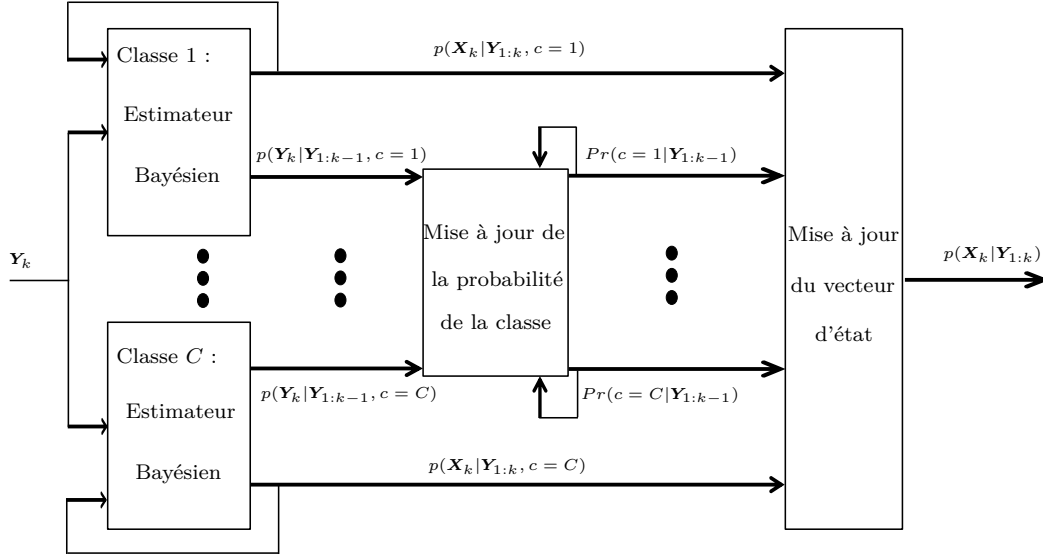 Classe 1 :
Estimateur
Bayésien
p(X_k|Y_{1:k}, c = 1)
p(Y_k|Y_{1:k−1}, c = 1)
Pr(c = 1|Y_{1:k−1})
Y_k
Mise à jour de
la probabilité
de la classe
Mise à jour
du vecteur
d'état
p(X_k|Y_{1:k})
Classe C :
Estimateur
Bayésien
p(Y_k|Y_{1:k−1}, c = C)
Pr(c = C|Y_{1:k−1})
p(X_k|Y_{1:k}, c = C)